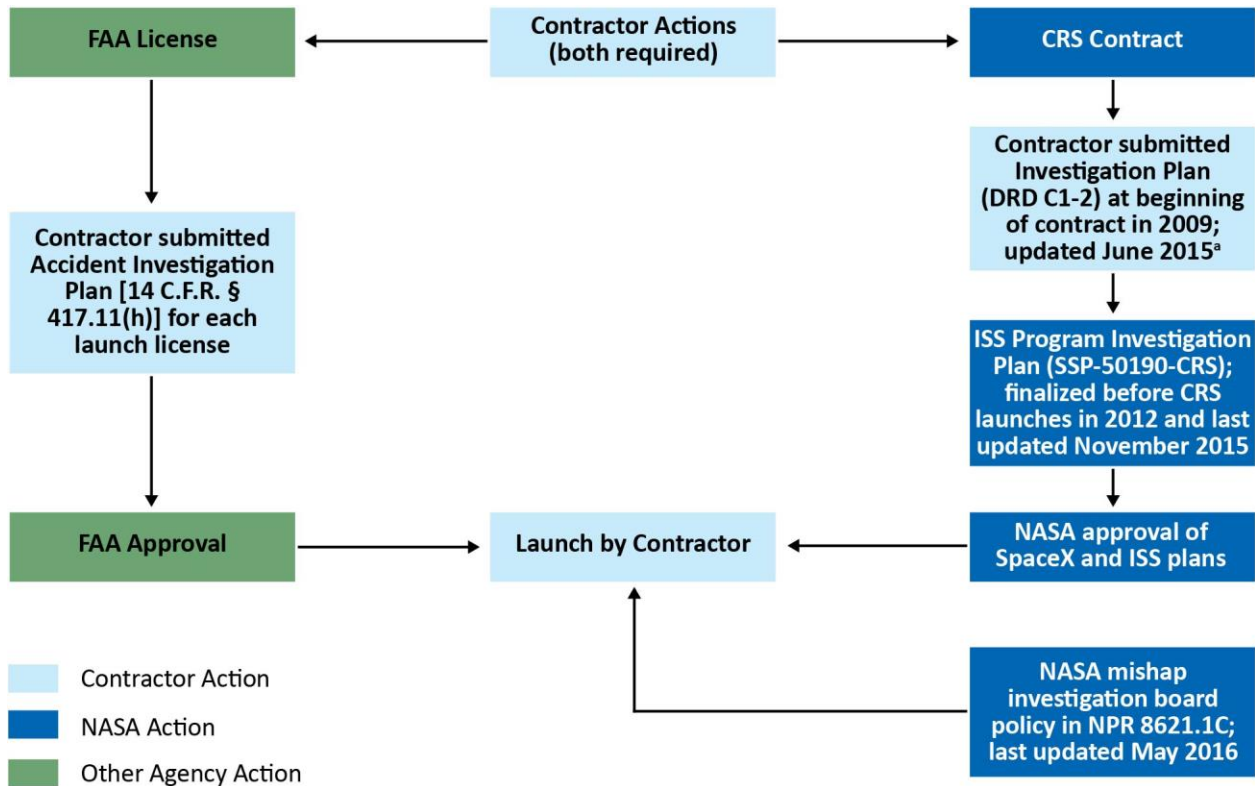 FAA License
Contractor Actions
(both required)
CRS Contract
Contractor submitted
Accident Investigation
Plan [14 C.F.R. §
417.11(h)] for each
launch license
Contractor submitted
Investigation Plan
(DRD C1-2) at beginning
of contract in 2009;
updated June 2015ᵃ
ISS Program Investigation
Plan (SSP-50190-CRS);
finalized before CRS
launches in 2012 and last
updated November 2015
FAA Approval
Launch by Contractor
NASA approval of
SpaceX and ISS plans
NASA mishap
investigation board
policy in NPR 8621.1C;
last updated May 2016
Contractor Action
NASA Action
Other Agency Action